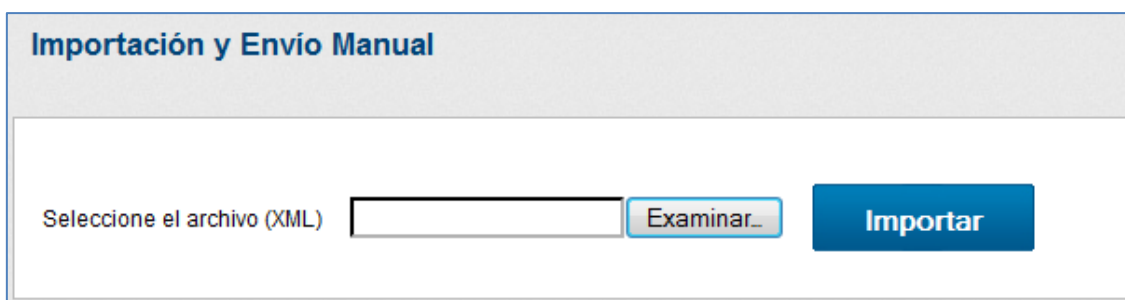 Importación y Envío Manual
Seleccione el archivo (XML) Examinar... Importar